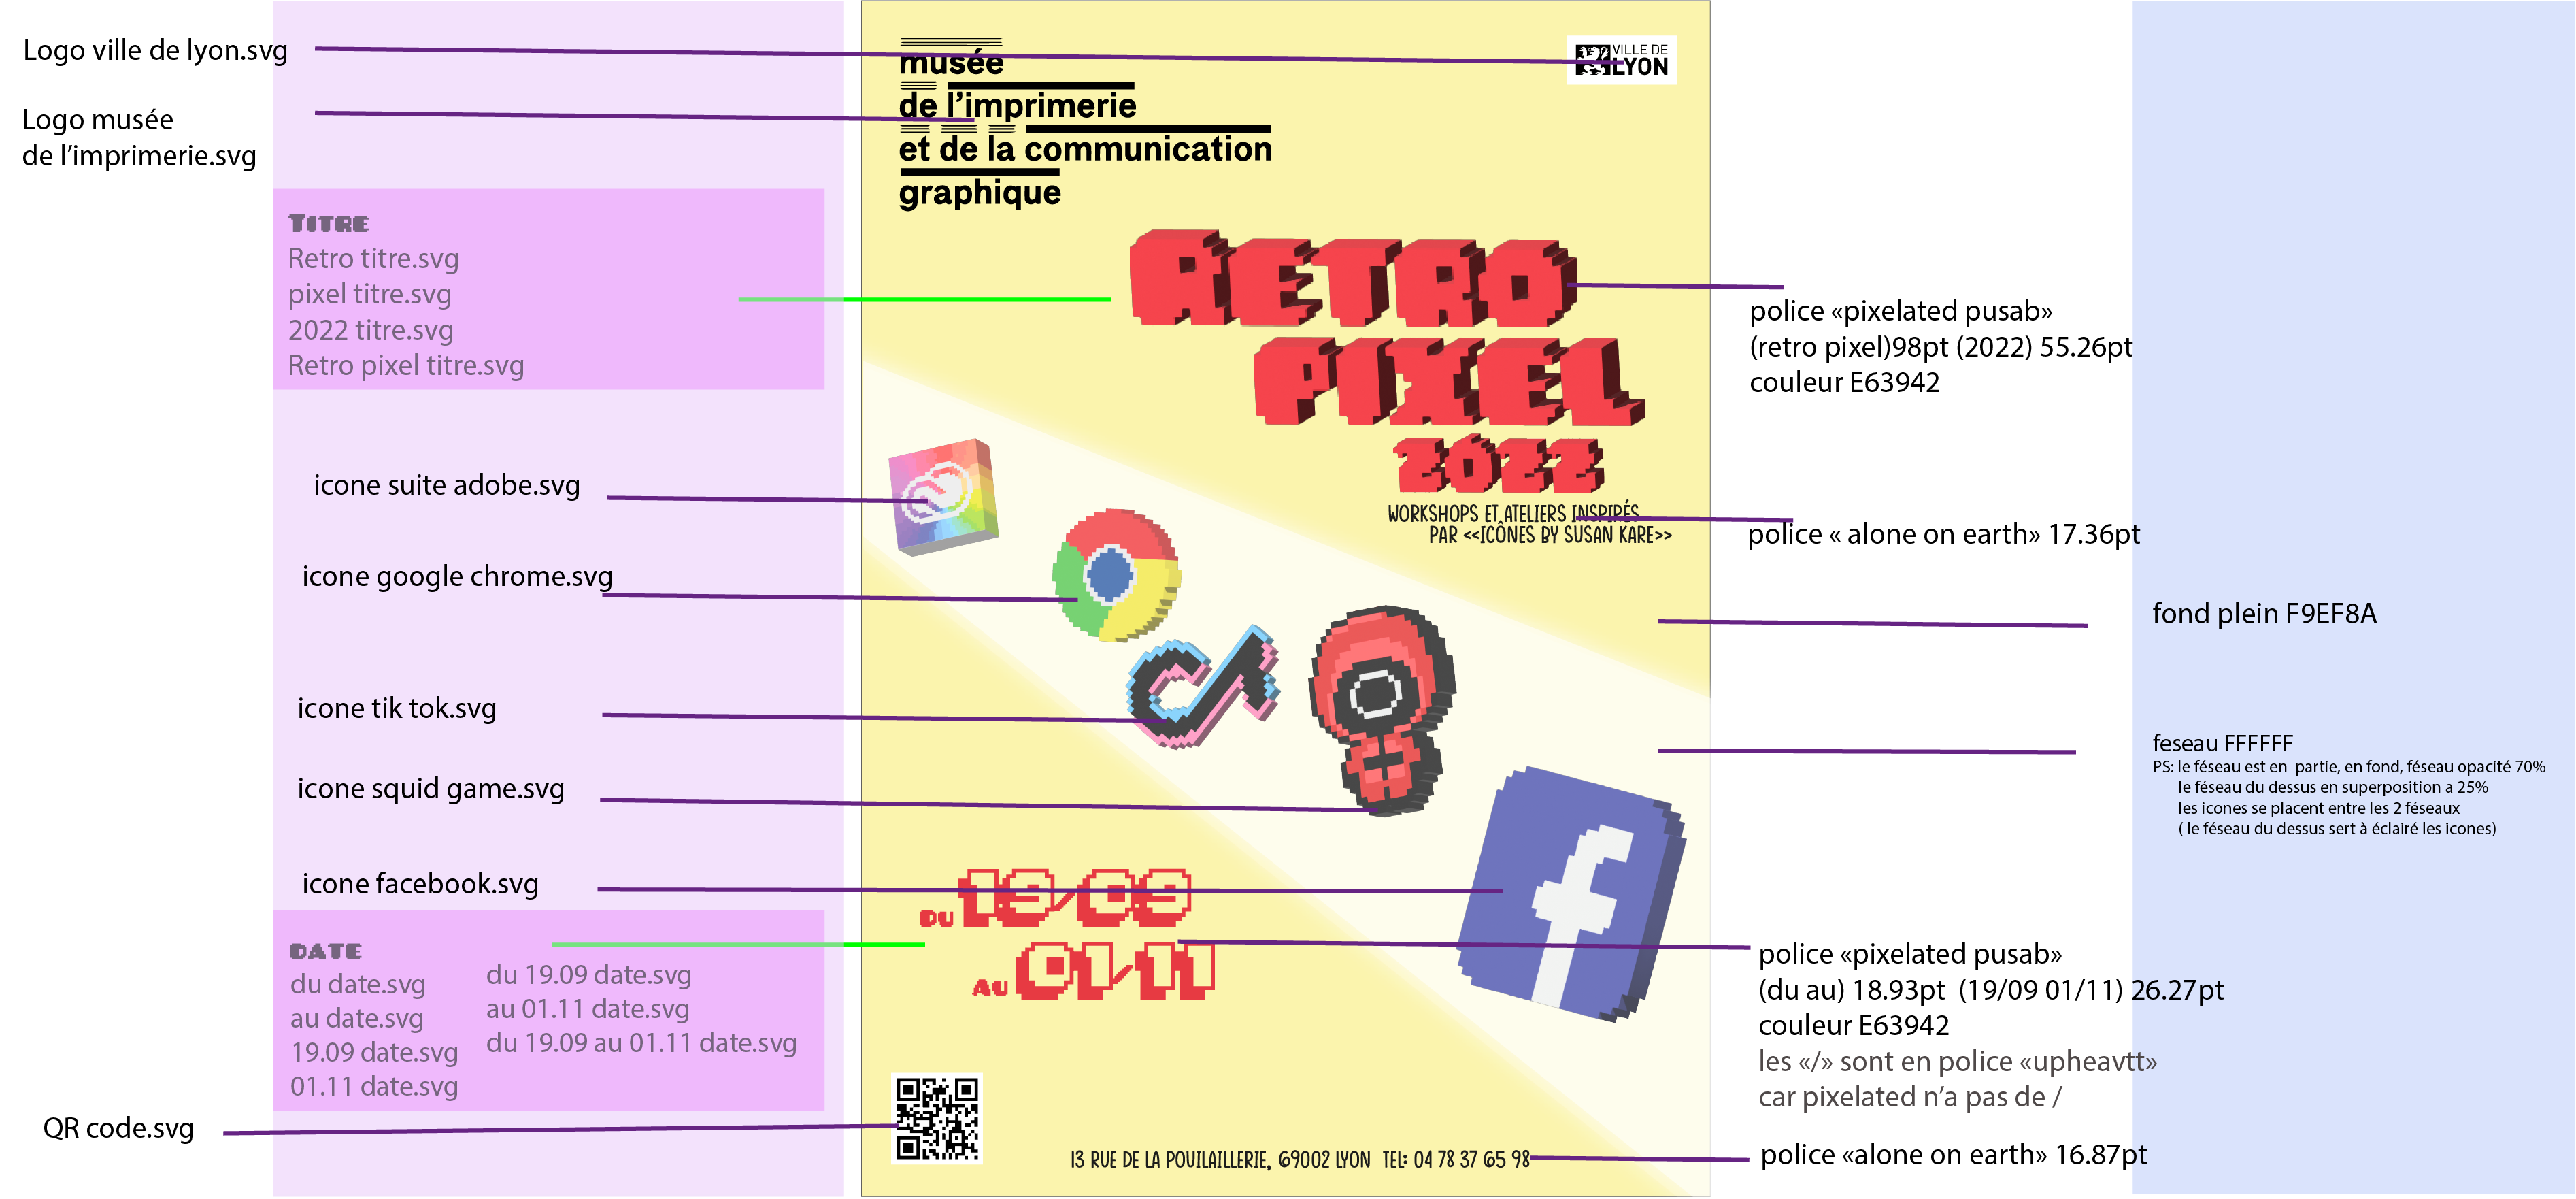 Logo ville de lyon.svg
Logo musée
de l'imprimerie.svg
TITRE
Retro titre.svg
pixel titre.svg
2022 titre.svg
Retro pixel titre.svg
icone suite adobe.svg
icone google chrome.svg
icone tik tok.svg
icone squid game.svg
icone facebook.svg
DATE
du date.svg
au date.svg
19.09 date.svg
01.11 date.svg
du 19.09 date.svg
au 01.11 date.svg
du 19.09 au 01.11 date.svg
QR code.svg
musée
de l'imprimerie
et de la communication
graphique
VILLE DE
LYON
RETRO
PIXEL
2022
WORKSHOPS ET ATELIERS INSPIRÉS
PAR <<ICÔNES BY SUSAN KARE>>
DU 19/09
AU 01/11
13 RUE DE LA POUILAILLERIE, 69002 LYON TEL: 04 78 37 65 98
police «pixelated pusab»
(retro pixel)98pt (2022) 55.26pt
couleur E63942
police « alone on earth» 17.36pt
fond plein F9EF8A
feseau FFFFFF
PS: le féseau est en partie, en fond, féseau opacité 70%
le féseau du dessus en superposition a 25%
les icones se placent entre les 2 féseaux
( le féseau du dessus sert à éclairé les icones)
police «pixelated pusab»
(du au) 18.93pt (19/09 01/11) 26.27pt
couleur E63942
les «/» sont en police «upheavtt»
car pixelated n'a pas de /
police «alone on earth» 16.87pt